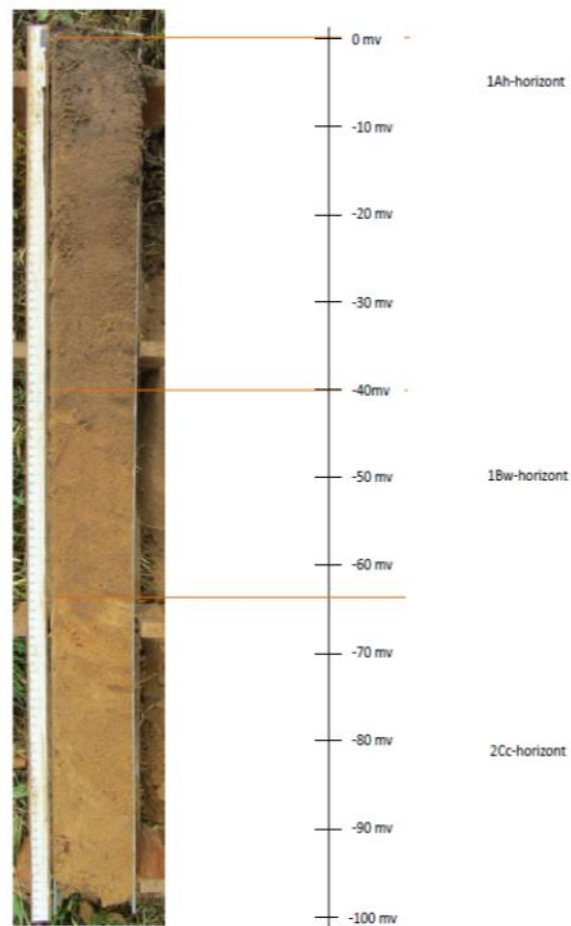 0 mv
1Ah-horizont
-10 mv
-20 mv
-30 mv
-40mv
1Bw-horizont
-50 mv
-60 mv
-70 mv
2Cc-horizont
-80 mv
-90 mv
-100 mv